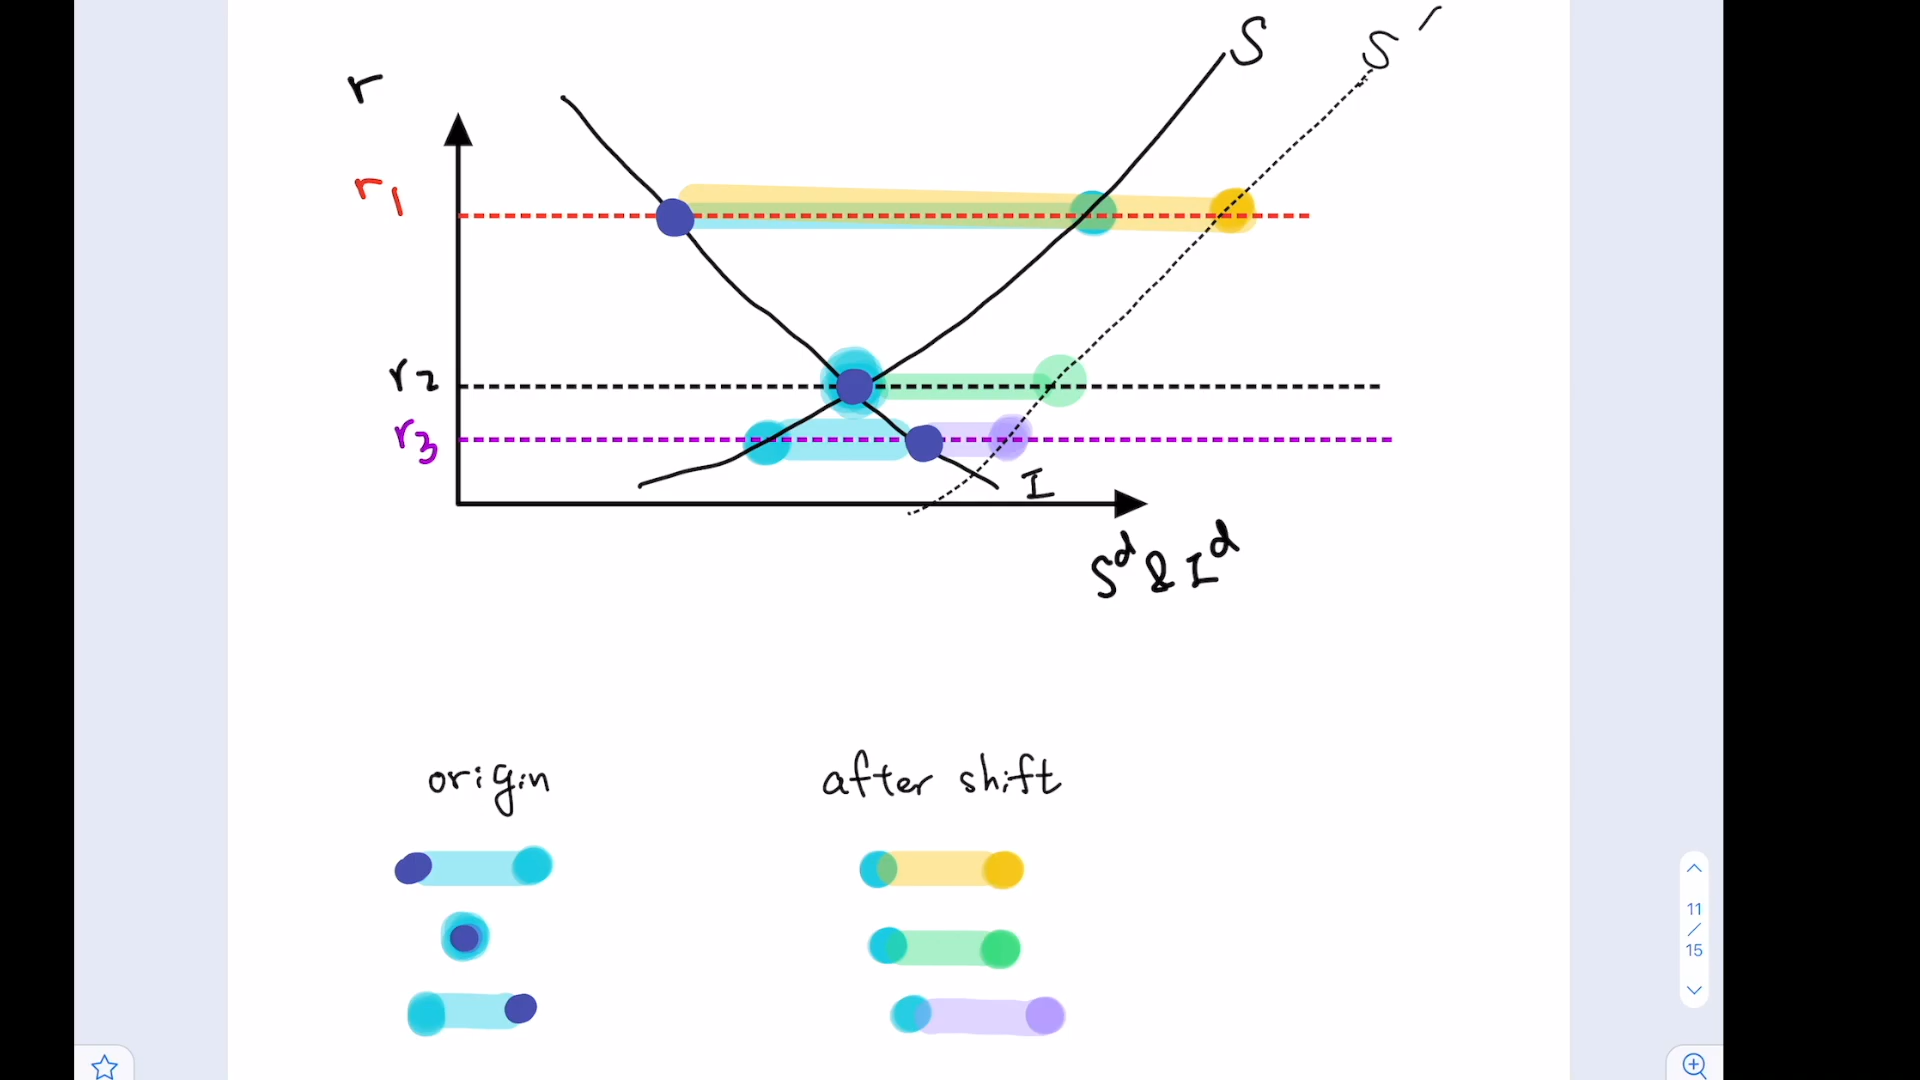 S
S′
r
r1
r2
r3
I
S^d & I^d
origin
after shift
11
/
15